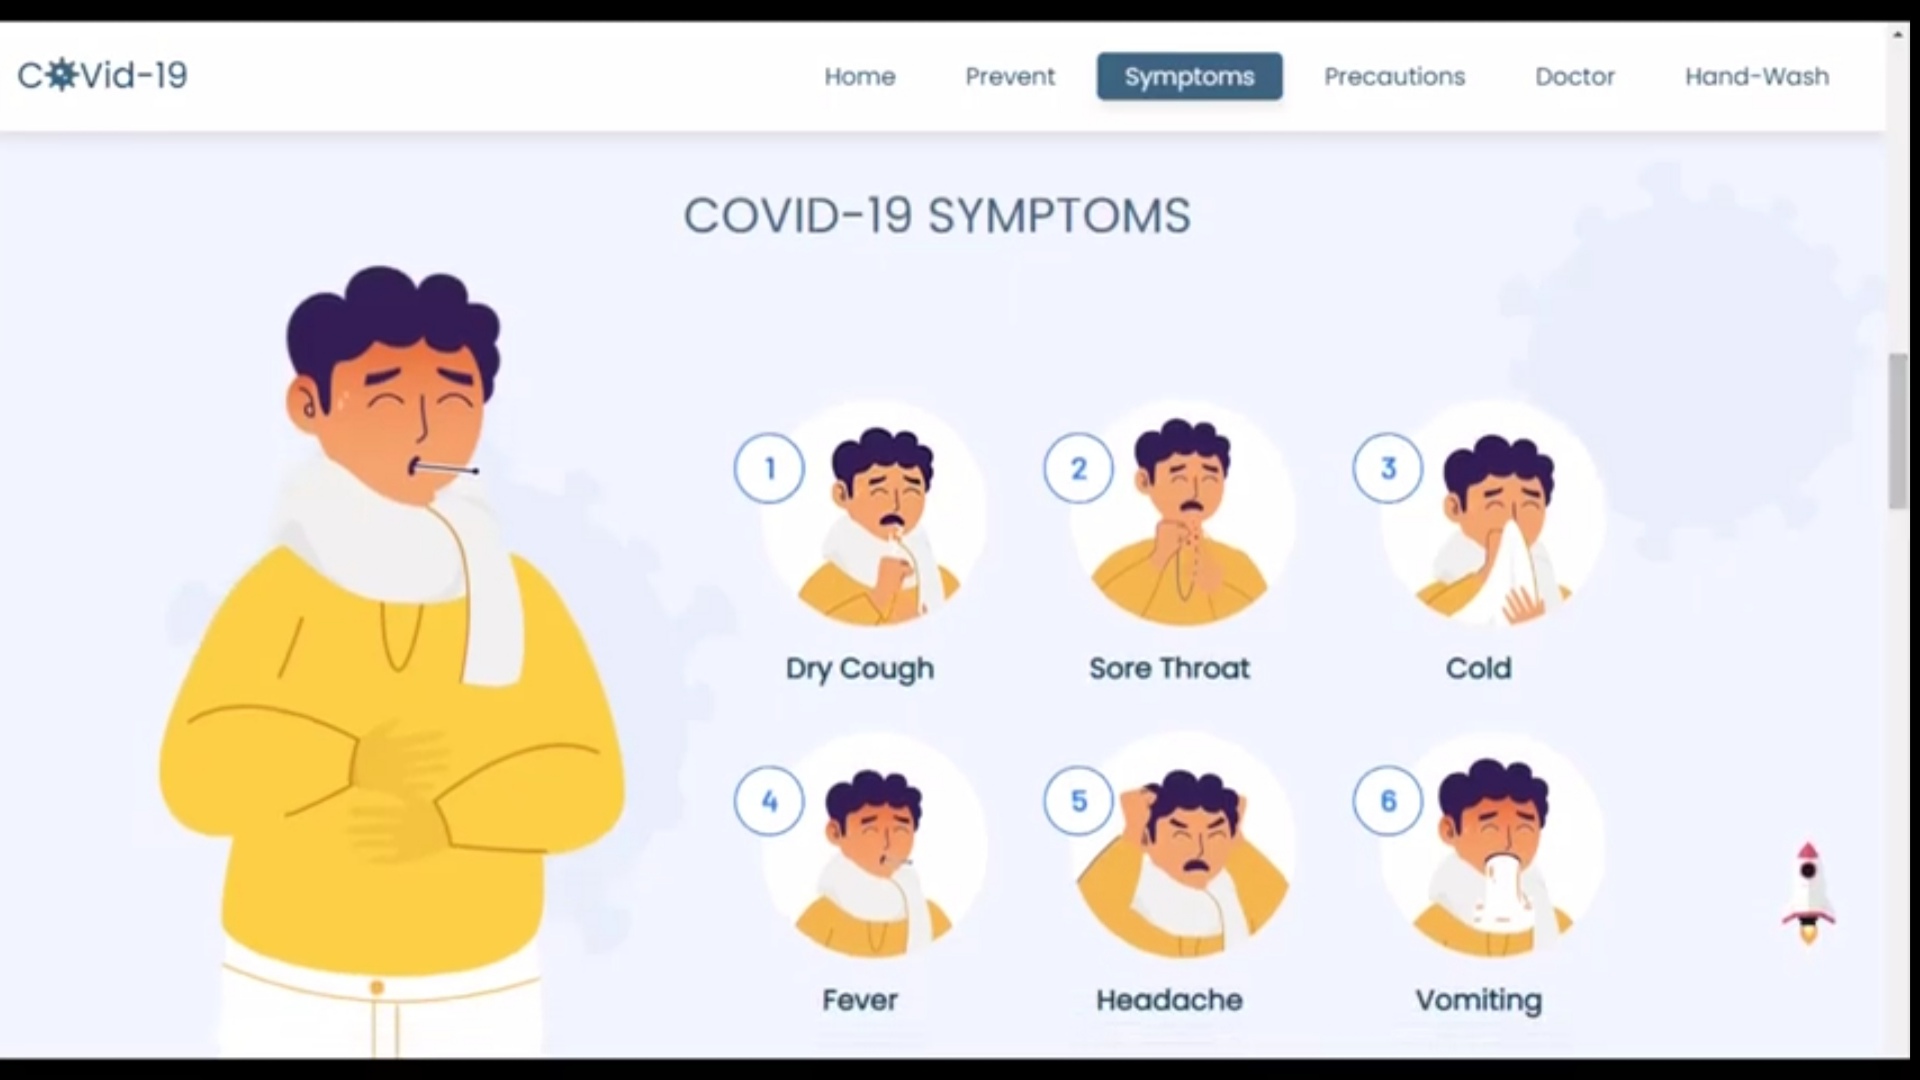 COVid-19
Home Prevent Symptoms Precautions Doctor Hand-Wash
COVID-19 SYMPTOMS
1 2 3
Dry Cough Sore Throat Cold
4 5 6
Fever Headache Vomiting